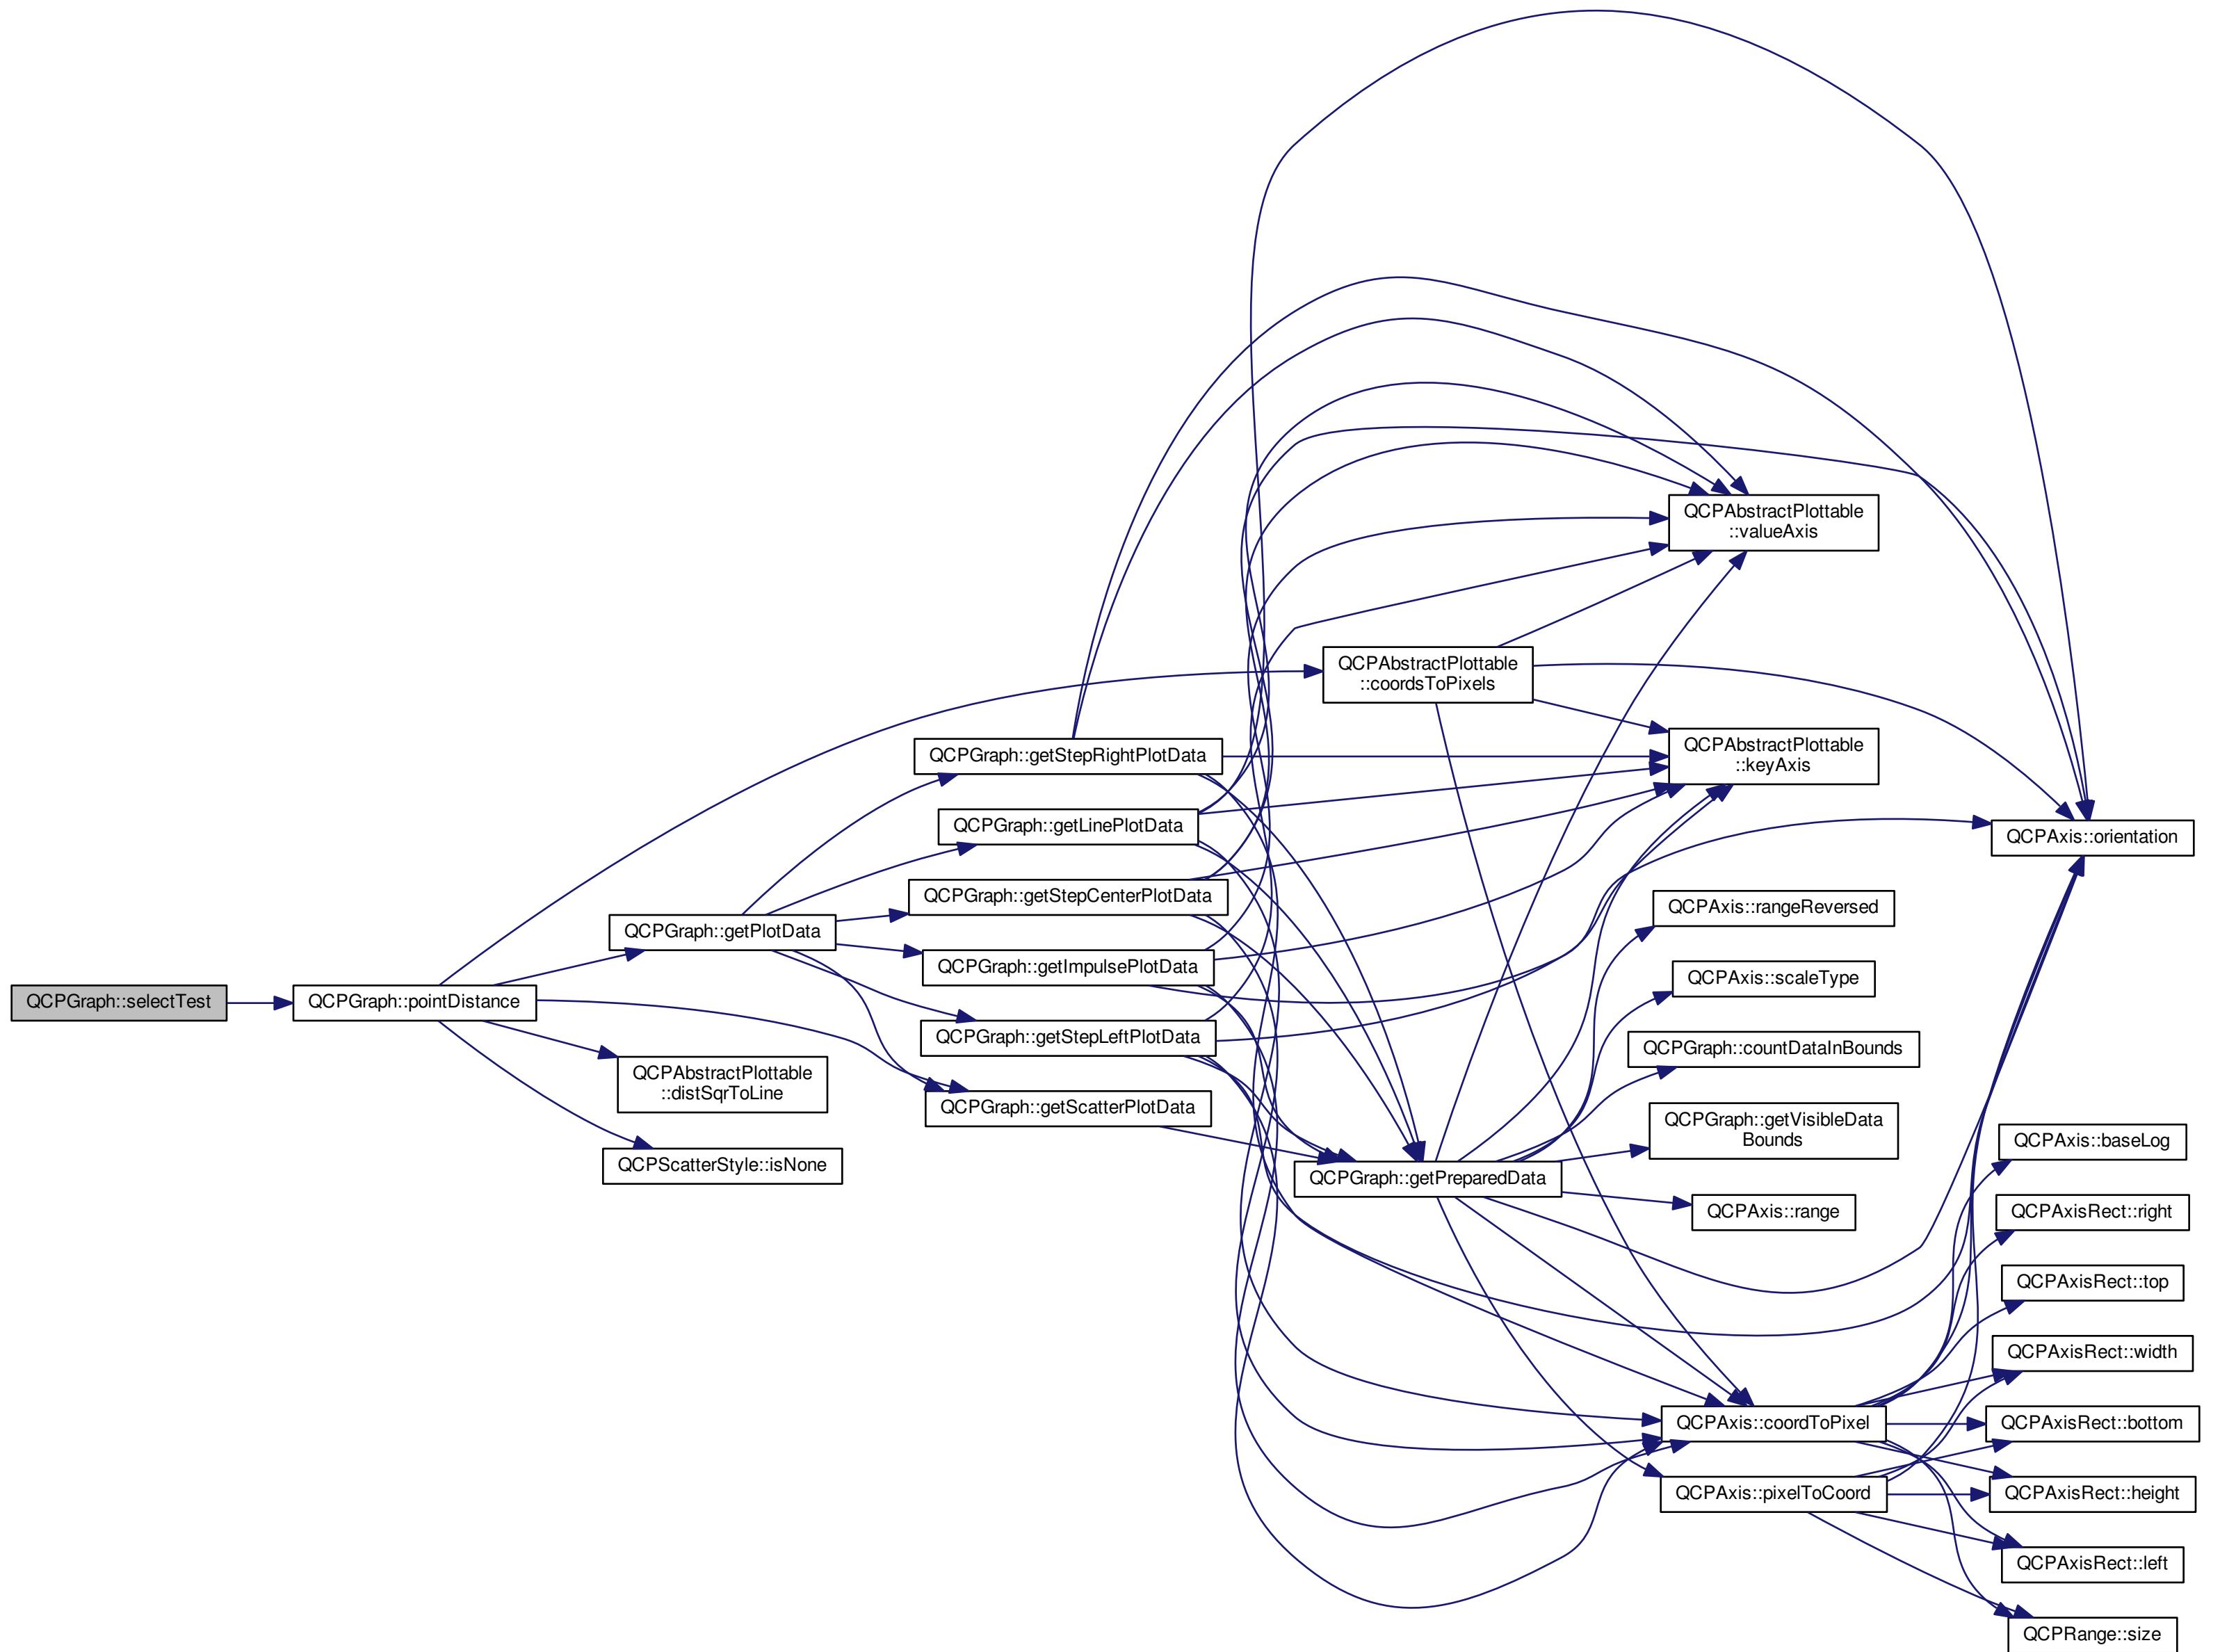 QCPGraph::selectTest
QCPGraph::pointDistance
QCPGraph::getPlotData
QCPAbstractPlottable
::distSqrToLine
QCPScatterStyle::isNone
QCPGraph::getStepRightPlotData
QCPGraph::getLinePlotData
QCPGraph::getStepCenterPlotData
QCPGraph::getImpulsePlotData
QCPGraph::getStepLeftPlotData
QCPGraph::getScatterPlotData
QCPAbstractPlottable
::coordsToPixels
QCPGraph::getPreparedData
QCPAbstractPlottable
::valueAxis
QCPAbstractPlottable
::keyAxis
QCPAxis::rangeReversed
QCPAxis::scaleType
QCPGraph::countDataInBounds
QCPGraph::getVisibleData
Bounds
QCPAxis::range
QCPAxis::coordToPixel
QCPAxis::pixelToCoord
QCPAxis::orientation
QCPAxis::baseLog
QCPAxisRect::right
QCPAxisRect::top
QCPAxisRect::width
QCPAxisRect::bottom
QCPAxisRect::height
QCPAxisRect::left
QCPRange::size